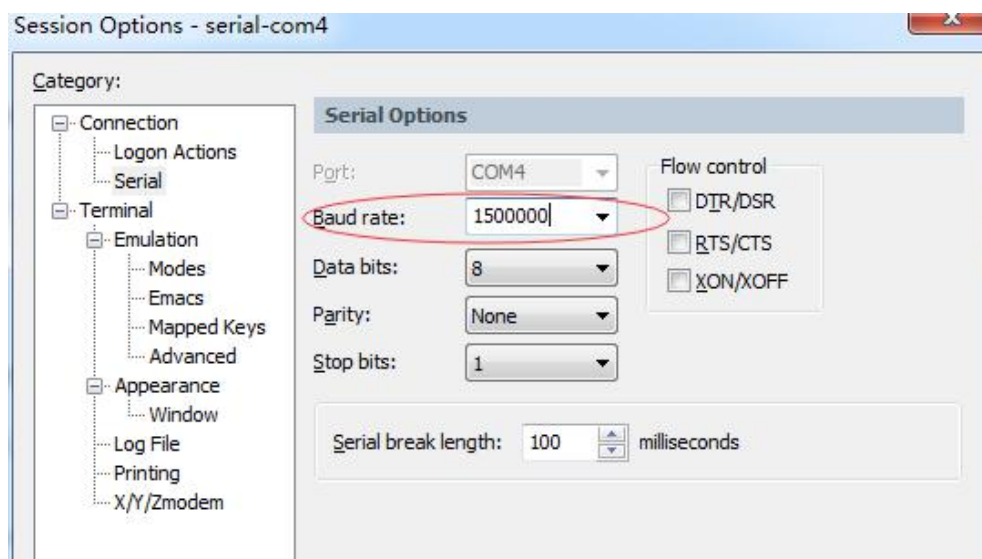 Session Options - serial-com4
X
Category:
Connection
Logon Actions
Serial
Terminal
Emulation
Modes
Emacs
Mapped Keys
Advanced
Appearance
Window
Log File
Printing
X/Y/Zmodem
Serial Options
Port: COM4
Baud rate: 1500000
Data bits: 8
Parity: None
Stop bits: 1
Flow control
DTR/DSR
RTS/CTS
XON/XOFF
Serial break length: 100 milliseconds